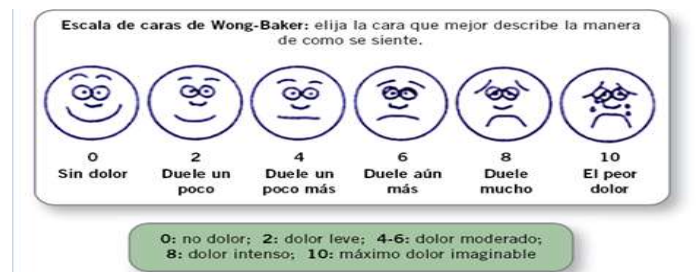 Escala de caras de Wong-Baker: elija la cara que mejor describe la manera
de como se siente.
0 2 4 6 8 10
Sin dolor Duele un Duele un Duele aún Duele El peor
poco poco más más mucho dolor
0: no dolor; 2: dolor leve; 4-6: dolor moderado;
8: dolor intenso; 10: máximo dolor imaginable